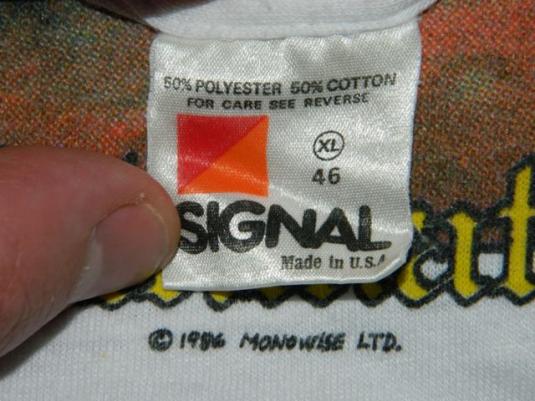 50% POLYESTER 50% COTTON
FOR CARE SEE REVERSE
XL
46
SIGNAL
Made in U.S.A
© 1986 MONOWISE LTD.